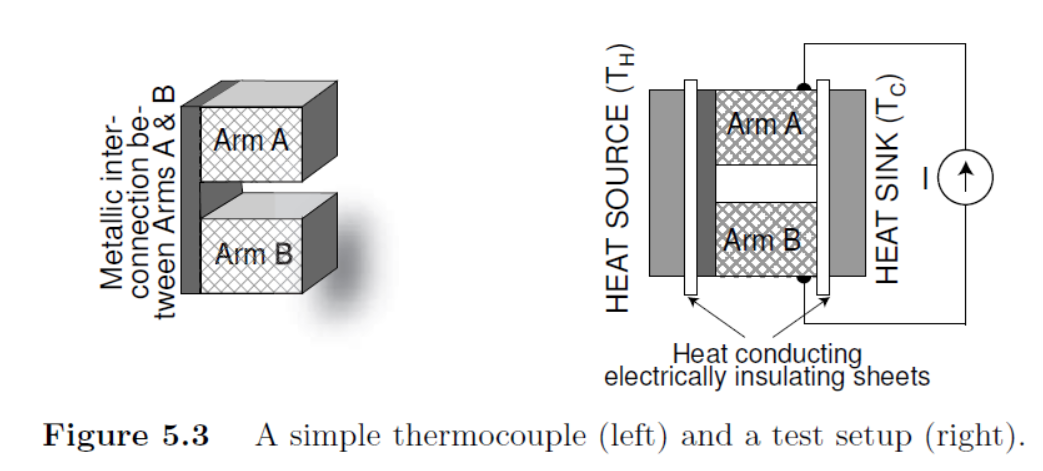 Metallic inter-
connection be-
tween Arms A & B
Arm A
Arm B
HEAT SOURCE (T_H)
Arm A
Arm B
HEAT SINK (T_C)
I
Heat conducting
electrically insulating sheets
Figure 5.3 A simple thermocouple (left) and a test setup (right).